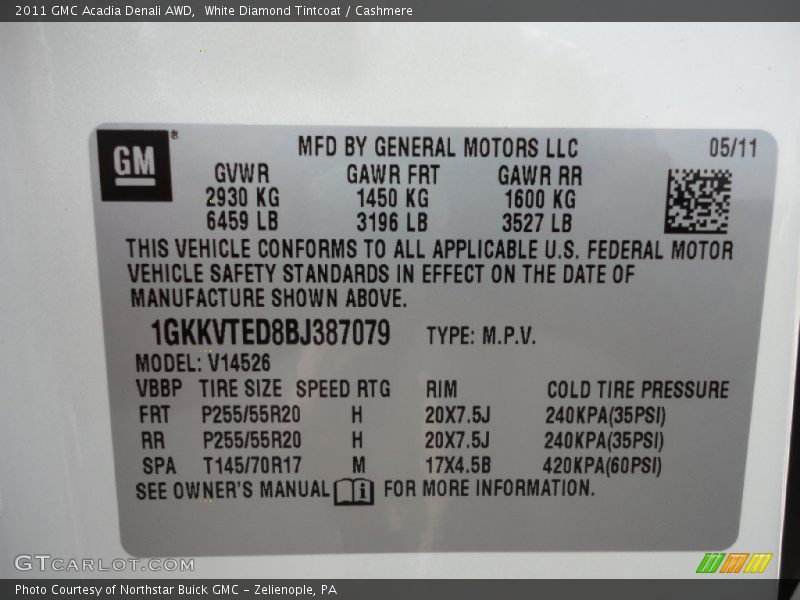 2011 GMC Acadia Denali AWD,  White Diamond Tintcoat / Cashmere
GM ®
MFD BY GENERAL MOTORS LLC 05/11
GVWR GAWR FRT GAWR RR
2930 KG 1450 KG 1600 KG
6459 LB 3196 LB 3527 LB
THIS VEHICLE CONFORMS TO ALL APPLICABLE U.S. FEDERAL MOTOR
VEHICLE SAFETY STANDARDS IN EFFECT ON THE DATE OF
MANUFACTURE SHOWN ABOVE.
1GKKVTED8BJ387079 TYPE: M.P.V.
MODEL: V14526
VBBP TIRE SIZE SPEED RTG RIM COLD TIRE PRESSURE
FRT P255/55R20 H 20X7.5J 240KPA(35PSI)
RR P255/55R20 H 20X7.5J 240KPA(35PSI)
SPA T145/70R17 M 17X4.5B 420KPA(60PSI)
SEE OWNER'S MANUAL i FOR MORE INFORMATION.
GTCARLOT.COM
Photo Courtesy of Northstar Buick GMC - Zelienople, PA